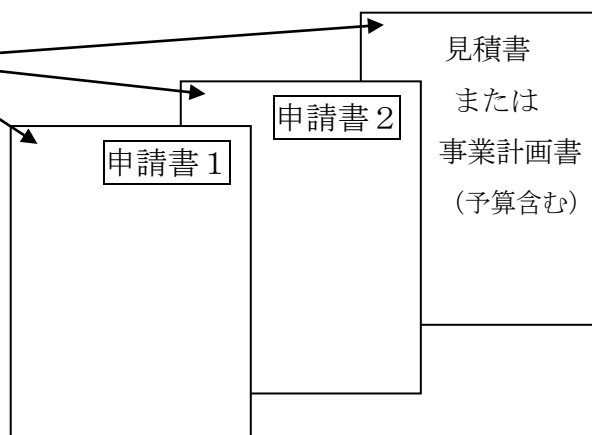 見積書
または
事業計画書
（予算含む）
申請書２
申請書１